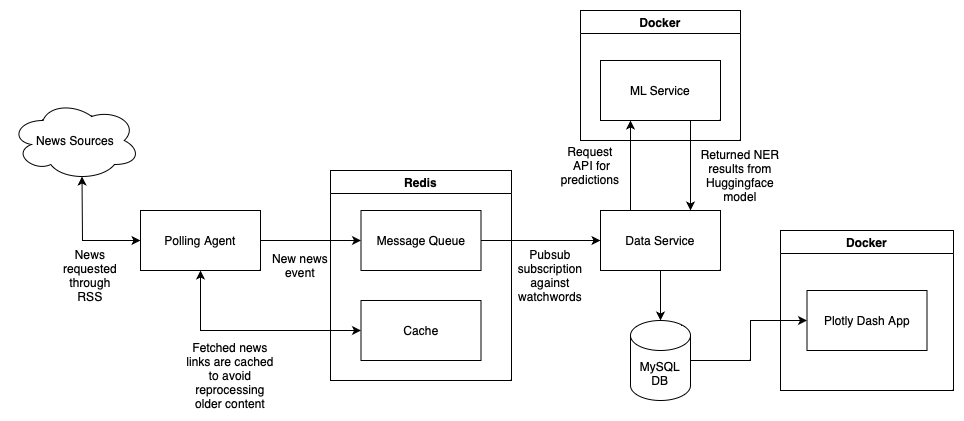 Docker
ML Service
News Sources
Request
API for
predictions
Returned NER
results from
Huggingface
model
Redis
Polling Agent
Message Queue
Data Service
Docker
News
requested
through
RSS
New news
event
Pubsub
subscription
against
watchwords
Cache
Plotly Dash App
Fetched news
links are cached
to avoid
reprocessing
older content
MySQL
DB